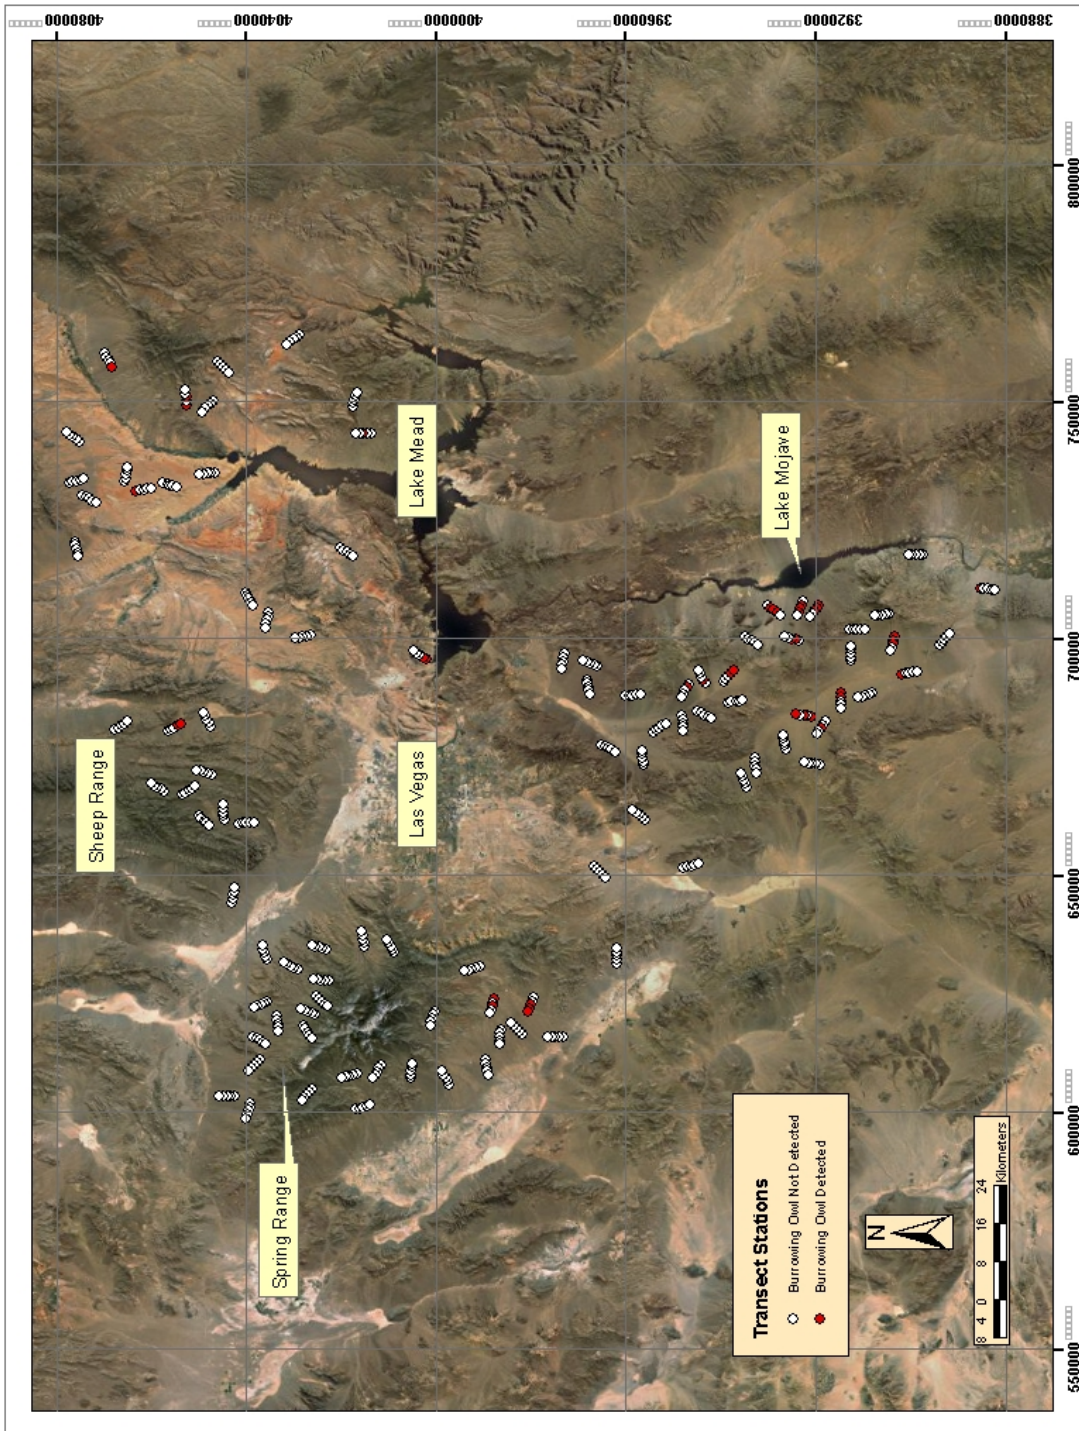 4080000
4040000
4000000
3960000
3920000
3880000
Sheep Range
Spring Range
Las Vegas
Lake Mead
Lake Mojave
Transect Stations
Burrowing Owl Not Detected
Burrowing Owl Detected
N
8 4 0 8 16 24
Kilometers
550000
600000
650000
700000
750000
800000